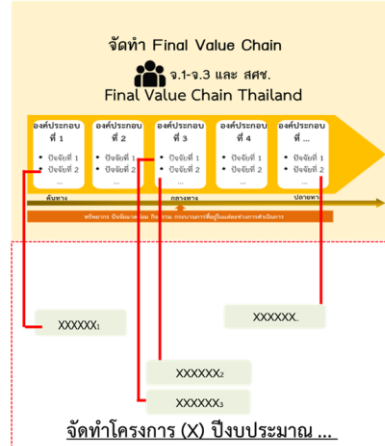 จัดทำ Final Value Chain
จ.1-จ.3 และ สศช.
Final Value Chain Thailand
องค์ประกอบ องค์ประกอบ องค์ประกอบ องค์ประกอบ องค์ประกอบ
ที่ 1 ที่ 2 ที่ 3 ที่ 4 ที่ ...
• ปัจจัยที่ 1 • ปัจจัยที่ 1 • ปัจจัยที่ 1 • ปัจจัยที่ 1 • ปัจจัยที่ 1
• ปัจจัยที่ 2 • ปัจจัยที่ 2 • ปัจจัยที่ 2 • ปัจจัยที่ 2 • ปัจจัยที่ 2
... ... ... ... ...
ต้นทาง กลางทาง ปลายทาง
XXXXXX1 XXXXXX..
XXXXXX2
XXXXXX3
จัดทำโครงการ (X) ปีงบประมาณ ...